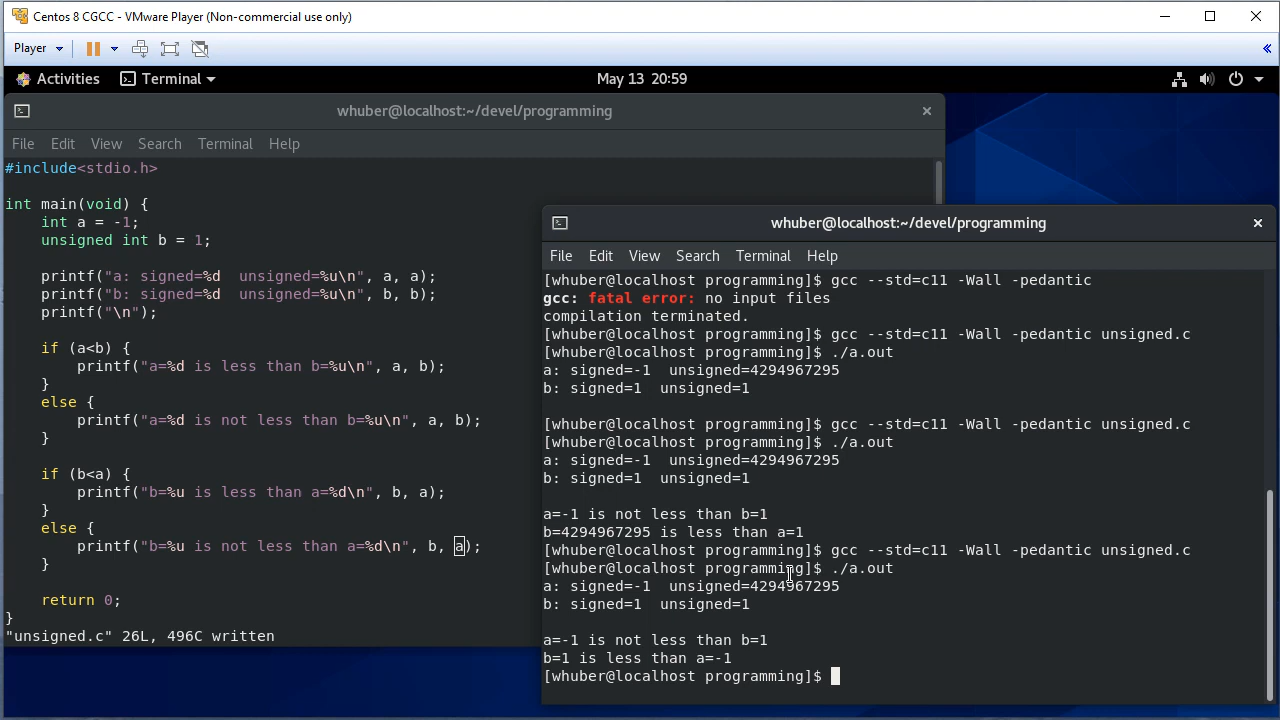 Centos 8 CGCC - VMware Player (Non-commercial use only)
Player
Activities Terminal May 13 20:59
whuber@localhost:~/devel/programming
File Edit View Search Terminal Help
#include<stdio.h>
int main(void) {
    int a = -1;
    unsigned int b = 1;
    printf("a: signed=%d  unsigned=%u\n", a, a);
    printf("b: signed=%d  unsigned=%u\n", b, b);
    printf("\n");
    if (a<b) {
        printf("a=%d is less than b=%u\n", a, b);
    }
    else {
        printf("a=%d is not less than b=%u\n", a, b);
    }
    if (b<a) {
        printf("b=%u is less than a=%d\n", b, a);
    }
    else {
        printf("b=%u is not less than a=%d\n", b, a);
    }
    return 0;
}
"unsigned.c" 26L, 496C written
whuber@localhost:~/devel/programming
File Edit View Search Terminal Help
[whuber@localhost programming]$ gcc --std=c11 -Wall -pedantic
gcc: fatal error: no input files
compilation terminated.
[whuber@localhost programming]$ gcc --std=c11 -Wall -pedantic unsigned.c
[whuber@localhost programming]$ ./a.out
a: signed=-1  unsigned=4294967295
b: signed=1  unsigned=1
[whuber@localhost programming]$ gcc --std=c11 -Wall -pedantic unsigned.c
[whuber@localhost programming]$ ./a.out
a: signed=-1  unsigned=4294967295
b: signed=1  unsigned=1
a=-1 is not less than b=1
b=4294967295 is less than a=1
[whuber@localhost programming]$ gcc --std=c11 -Wall -pedantic unsigned.c
[whuber@localhost programming]$ ./a.out
a: signed=-1  unsigned=4294967295
b: signed=1  unsigned=1
a=-1 is not less than b=1
b=1 is less than a=-1
[whuber@localhost programming]$